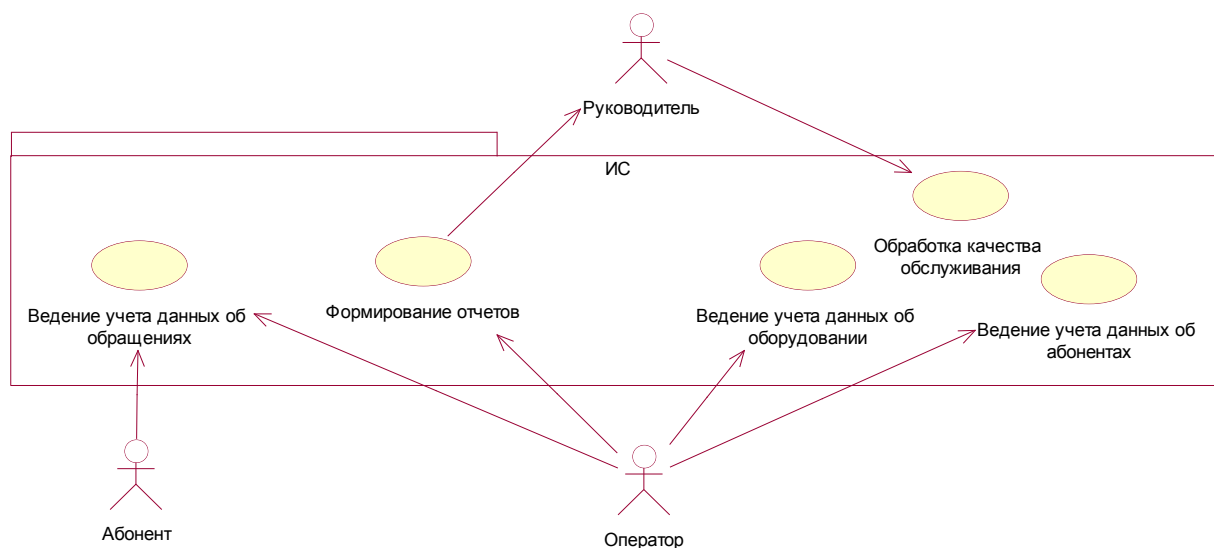 Руководитель
ИС
Обработка качества
обслуживания
Ведение учета данных об
обращениях
Формирование отчетов
Ведение учета данных об
оборудовании
Ведение учета данных об
абонентах
Абонент
Оператор